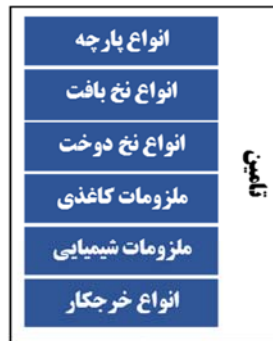 تامین
انواع پارچه
انواع نخ بافت
انواع نخ دوخت
ملزومات کاغذی
ملزومات شیمیایی
انواع خرجکار